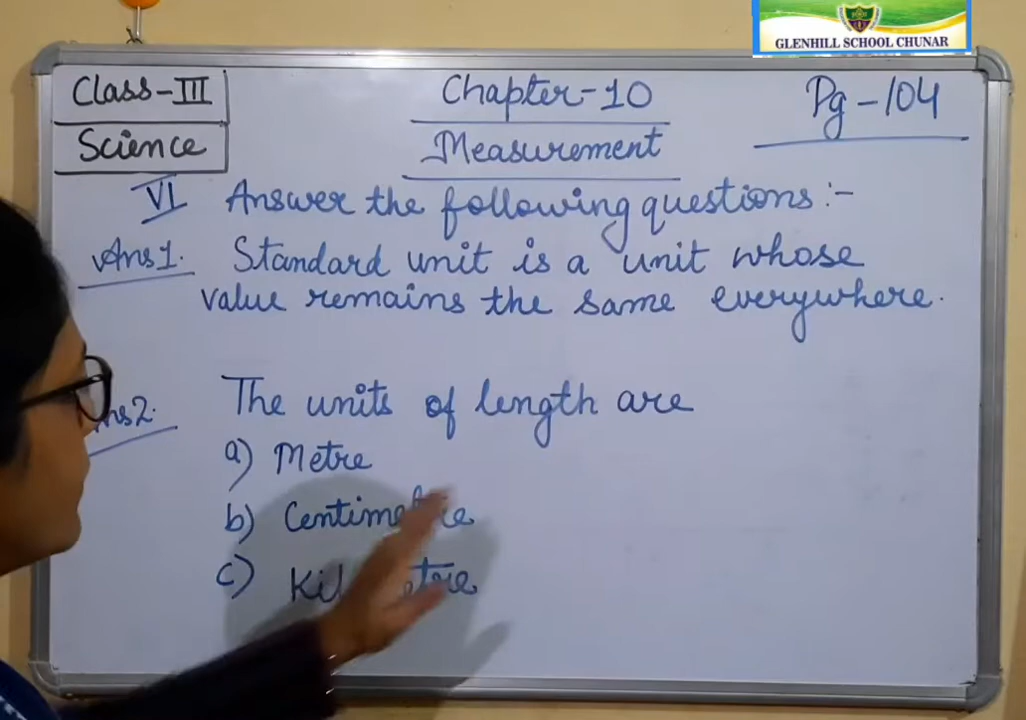 GLENHILL SCHOOL CHUNAR
Class-III
Science
Chapter-10
Measurement
Pg-104
VI Answer the following questions:-
Ans1. Standard unit is a unit whose
value remains the same everywhere.
The units of length are
a) Metre
b)
c)